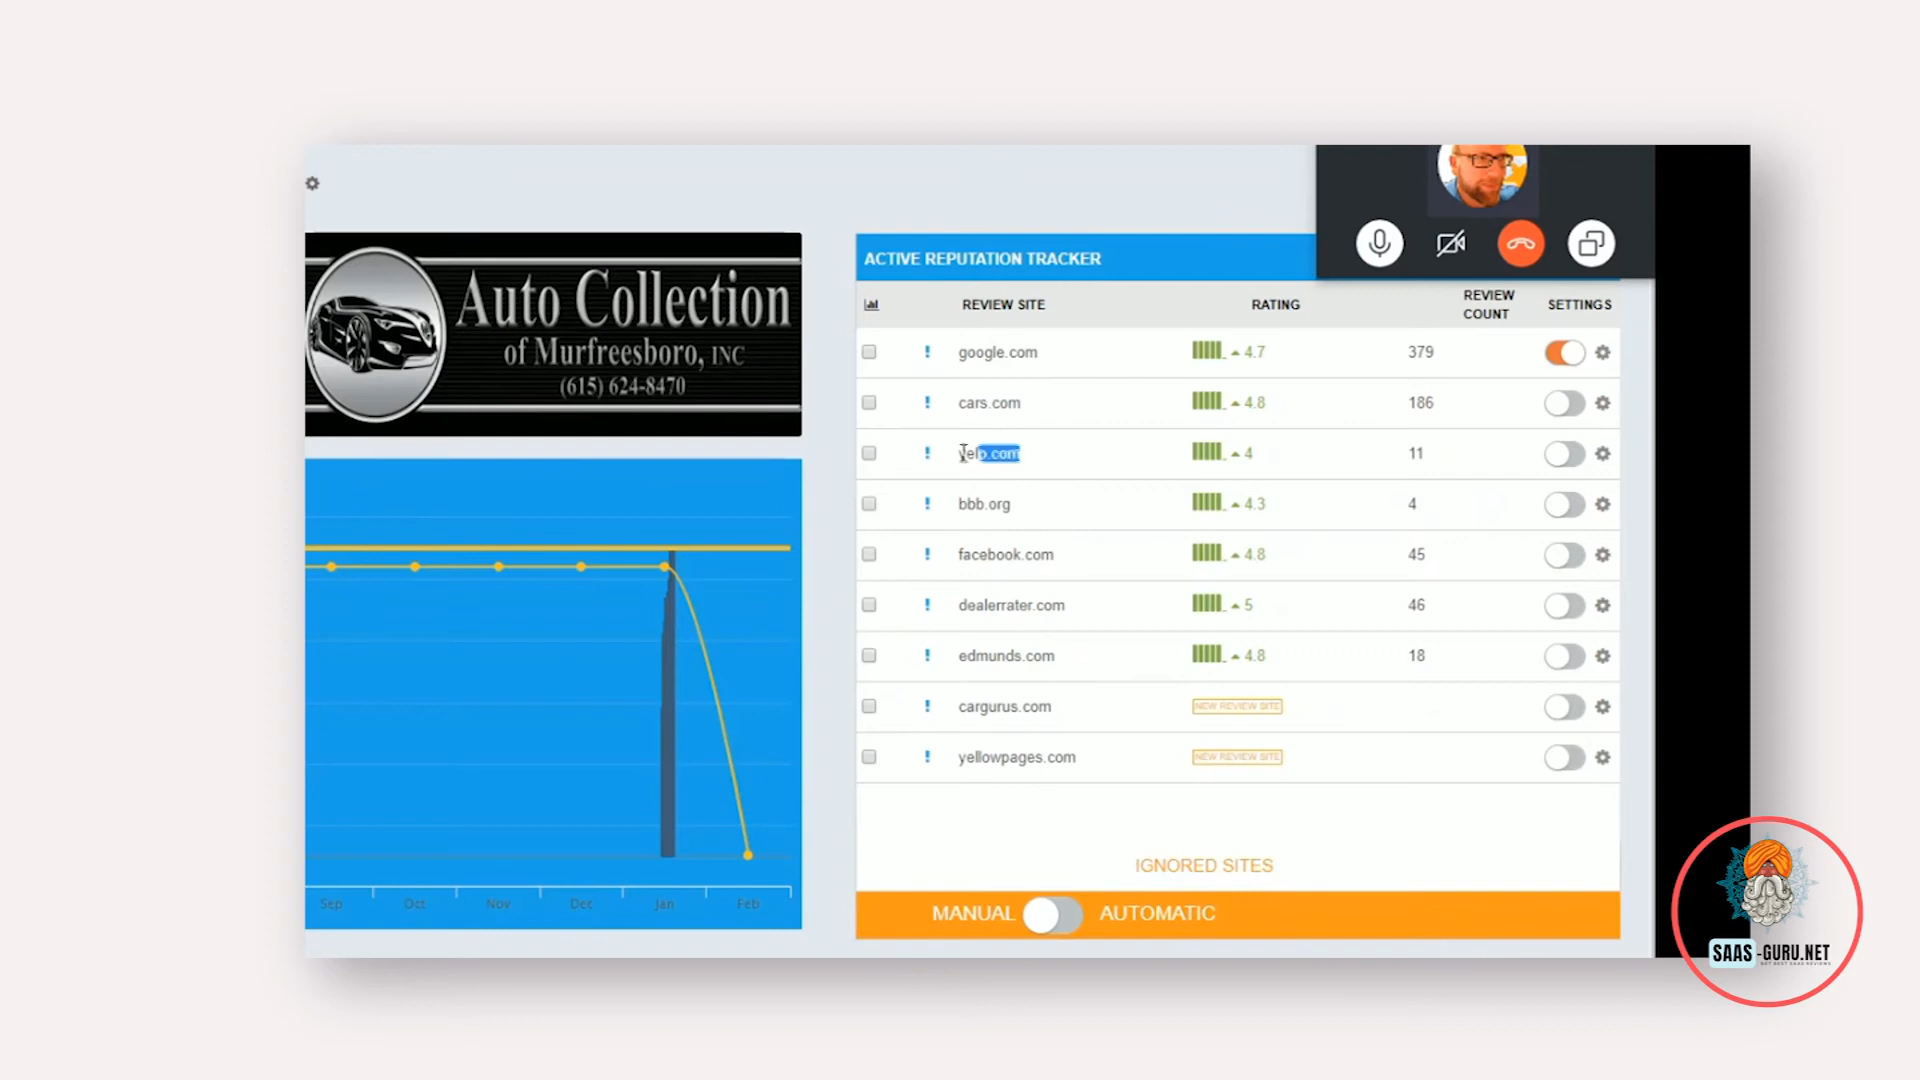 Auto Collection
of Murfreesboro, INC
(615) 624-8470
Sep Oct Nov Dec Jan Feb
ACTIVE REPUTATION TRACKER
REVIEW SITE RATING REVIEW COUNT SETTINGS
google.com 4.7 379
cars.com 4.8 186
yelp.com 4 11
bbb.org 4.3 4
facebook.com 4.8 45
dealerrater.com 5 46
edmunds.com 4.8 18
cargurus.com NEW REVIEW SITE
yellowpages.com NEW REVIEW SITE
IGNORED SITES
MANUAL AUTOMATIC
SAAS-GURU.NET